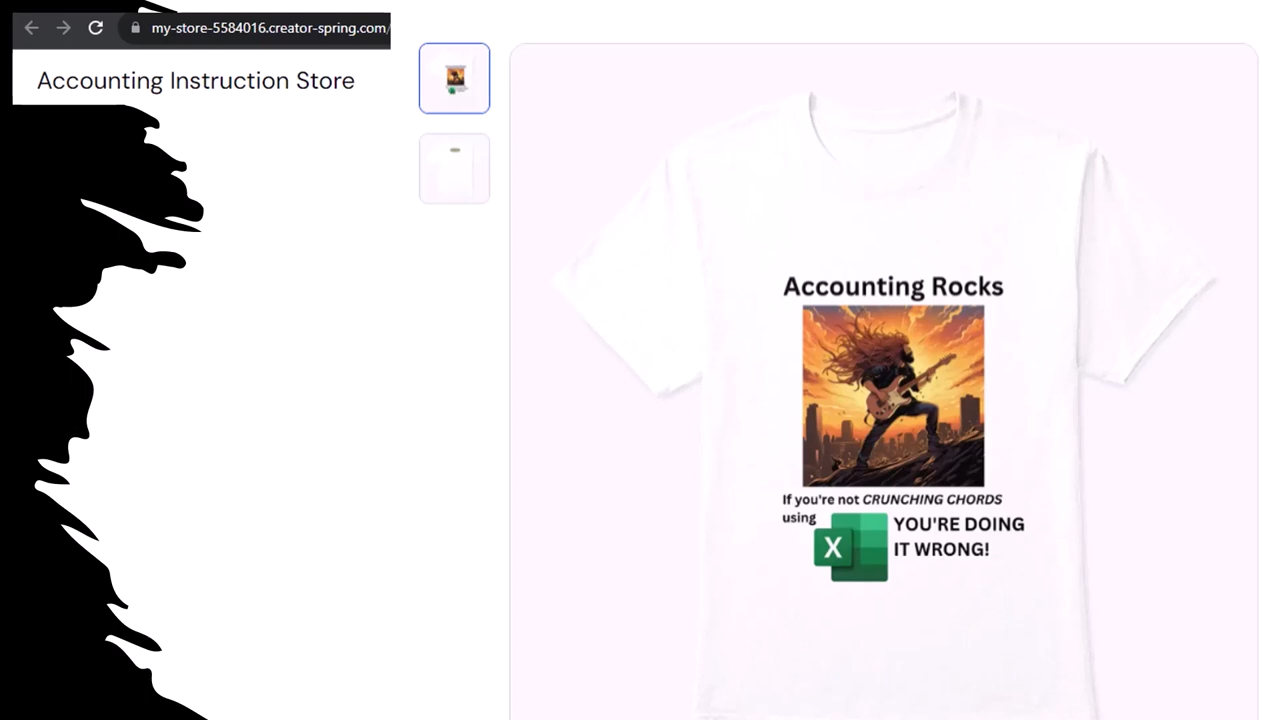 my-store-5584016.creator-spring.com/
Accounting Instruction Store
Accounting Rocks
If you're not CRUNCHING CHORDS
using
X
YOU'RE DOING
IT WRONG!